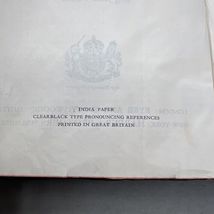 INDIA PAPER
CLEARBLACK TYPE PRONOUNCING REFERENCES
PRINTED IN GREAT BRITAIN